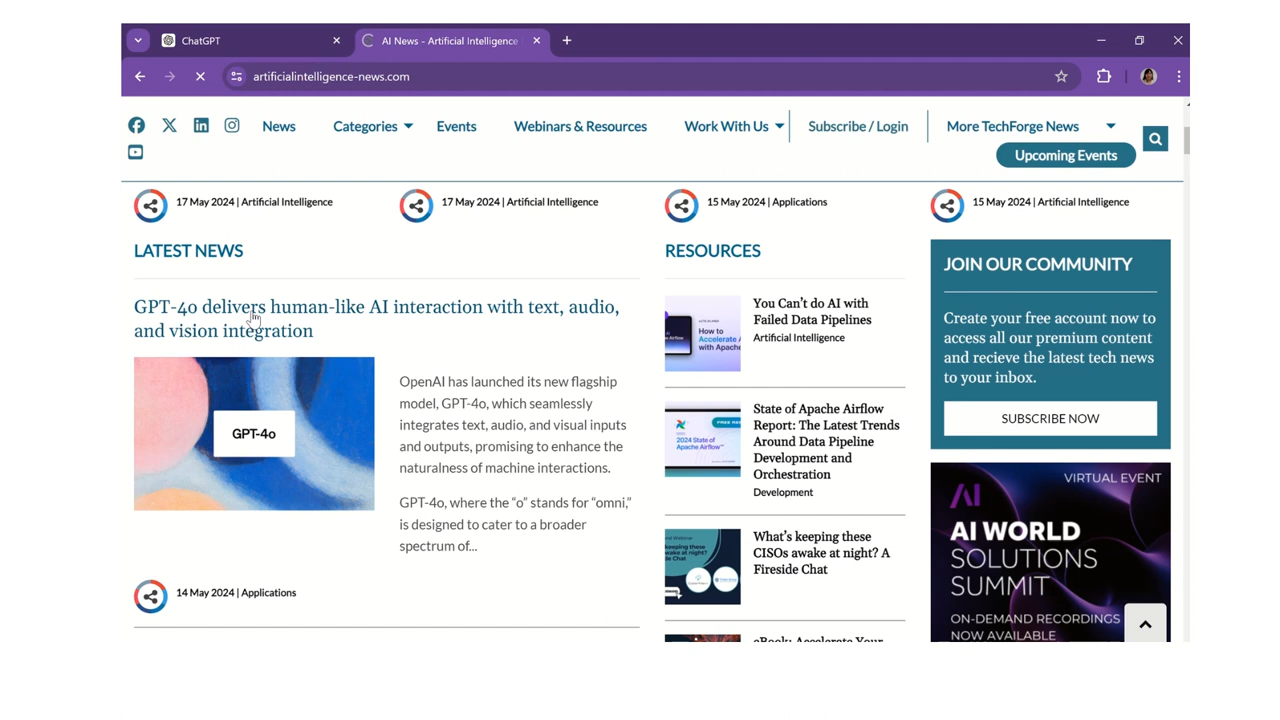 ChatGPT
AI News - Artificial Intelligence
artificialintelligence-news.com
News
Categories
Events
Webinars & Resources
Work With Us
Subscribe / Login
More TechForge News
Upcoming Events
17 May 2024 | Artificial Intelligence
17 May 2024 | Artificial Intelligence
15 May 2024 | Applications
15 May 2024 | Artificial Intelligence
LATEST NEWS
GPT-4o delivers human-like AI interaction with text, audio,
and vision integration
GPT-4o
OpenAI has launched its new flagship
model, GPT-4o, which seamlessly
integrates text, audio, and visual inputs
and outputs, promising to enhance the
naturalness of machine interactions.
GPT-4o, where the “o” stands for “omni,”
is designed to cater to a broader
spectrum of...
14 May 2024 | Applications
RESOURCES
How to
Accelerate
with Apache
You Can’t do AI with
Failed Data Pipelines
Artificial Intelligence
2024 State of
Apache Airflow
State of Apache Airflow
Report: The Latest Trends
Around Data Pipeline
Development and
Orchestration
Development
keeping these
awake at night?
What’s keeping these
CISOs awake at night? A
Fireside Chat
eBook: Accelerate Your
JOIN OUR COMMUNITY
Create your free account now to
access all our premium content
and recieve the latest tech news
to your inbox.
SUBSCRIBE NOW
VIRTUAL EVENT
AI
AI WORLD
SOLUTIONS
SUMMIT
ON-DEMAND RECORDINGS
NOW AVAILABLE